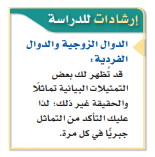 إرشادات للدراسة
الدوال الزوجية والدوال
الفردية:
قد تُظهر لك بعض
التمثيلات البيانية تماثلًا
والحقيقة غير ذلك؛ لذا
عليك التأكد من التماثل
جبريًّا في كل مرة.